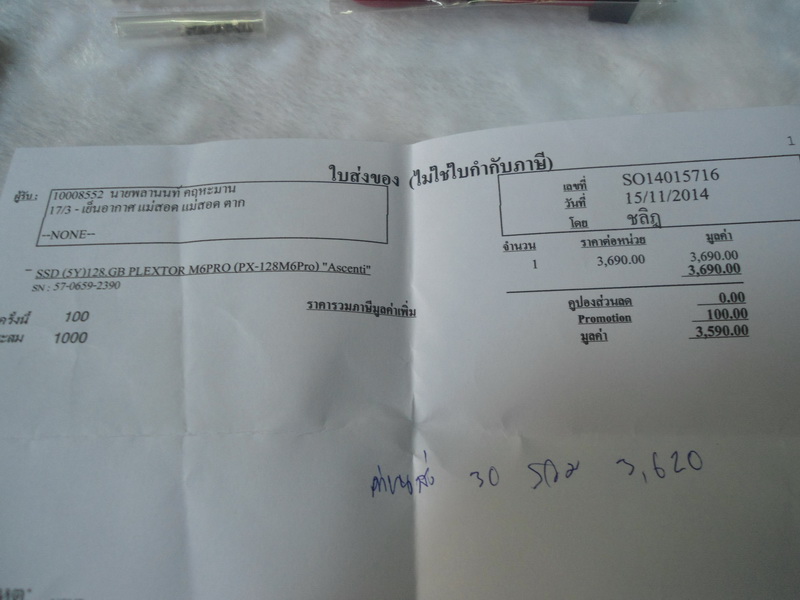 1
ใบส่งของ (ไม่ใช่ใบกำกับภาษี)
ผู้รับ :
10008552 นายพลานนท์ คฤหะมาน
17/3 - เย็นอากาศ แม่สอด แม่สอด ตาก
--NONE--
เลขที่ SO14015716
วันที่ 15/11/2014
โดย ชลิฎ
จำนวน ราคาต่อหน่วย มูลค่า
SSD (5Y)128.GB PLEXTOR M6PRO (PX-128M6Pro) "Ascenti" 1 3,690.00 3,690.00
SN : 57-0659-2390
3,690.00
ราคารวมภาษีมูลค่าเพิ่ม
คูปองส่วนลด 0.00
Promotion 100.00
มูลค่า 3,590.00
ครั้งนี้ 100
ะสม 1000
ค่าขนส่ง 30 รวม 3,620